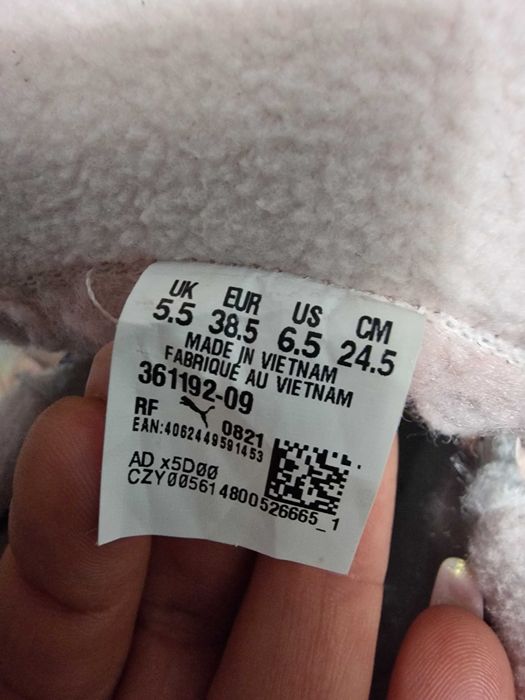 UK EUR US CM
5.5 38.5 6.5 24.5
MADE IN VIETNAM
FABRIQUÉ AU VIETNAM
361192-09
RF 0821
EAN:4062449591453
AD x5D00
CZY005614800526665_1